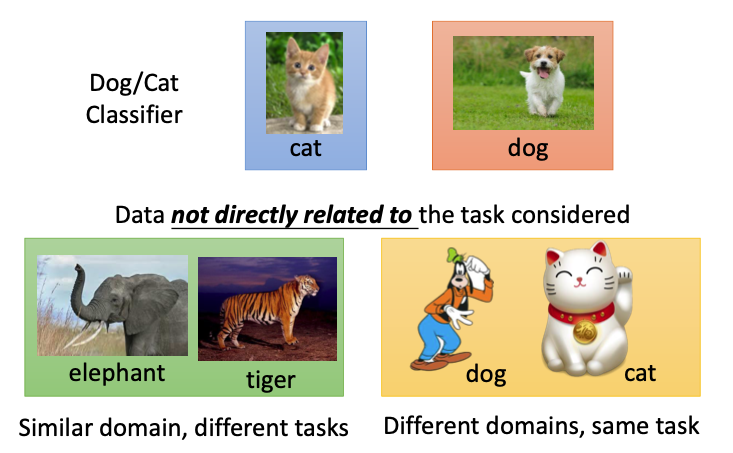 Dog/Cat
Classifier
cat
dog
Data not directly related to the task considered
elephant
tiger
dog
cat
Similar domain, different tasks
Different domains, same task